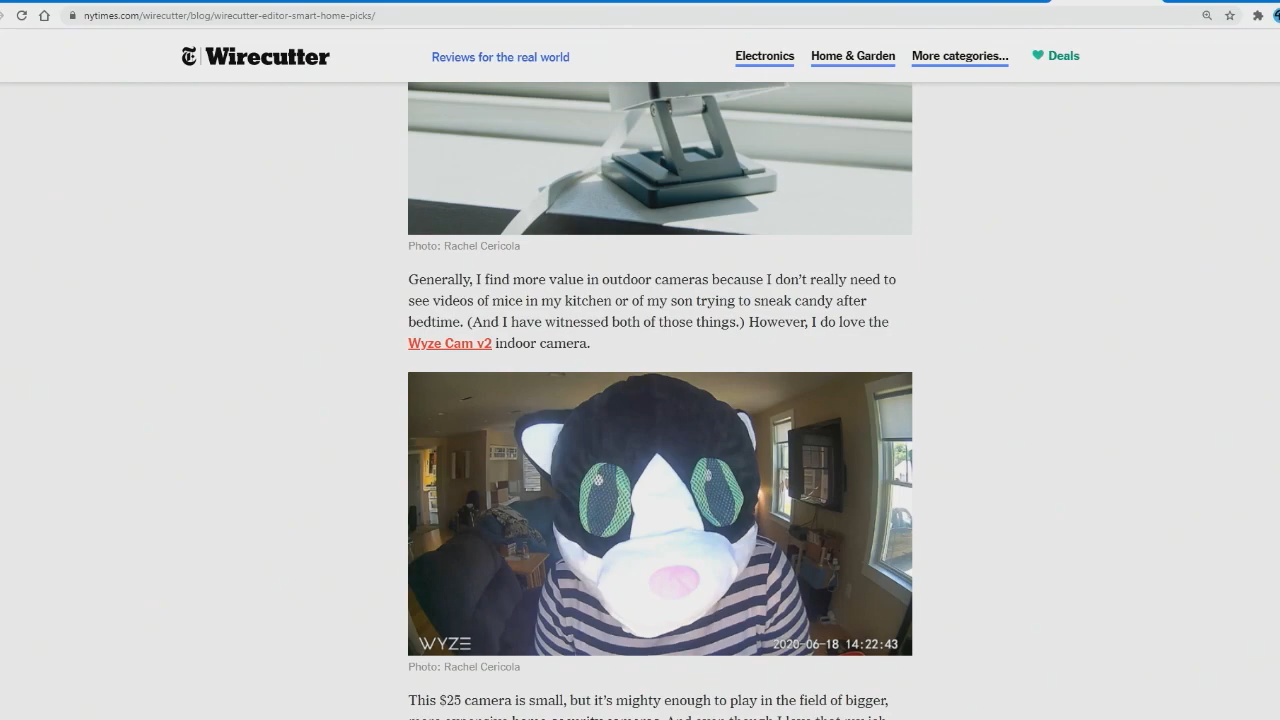 nytimes.com/wirecutter/blog/wirecutter-editor-smart-home-picks/
Wirecutter
Reviews for the real world
Electronics
Home & Garden
More categories...
Deals
Photo: Rachel Cericola
Generally, I find more value in outdoor cameras because I don’t really need to
see videos of mice in my kitchen or of my son trying to sneak candy after
bedtime. (And I have witnessed both of those things.) However, I do love the
Wyze Cam v2 indoor camera.
WYZE
2020-06-18 14:22:43
Photo: Rachel Cericola
This $25 camera is small, but it’s mighty enough to play in the field of bigger,